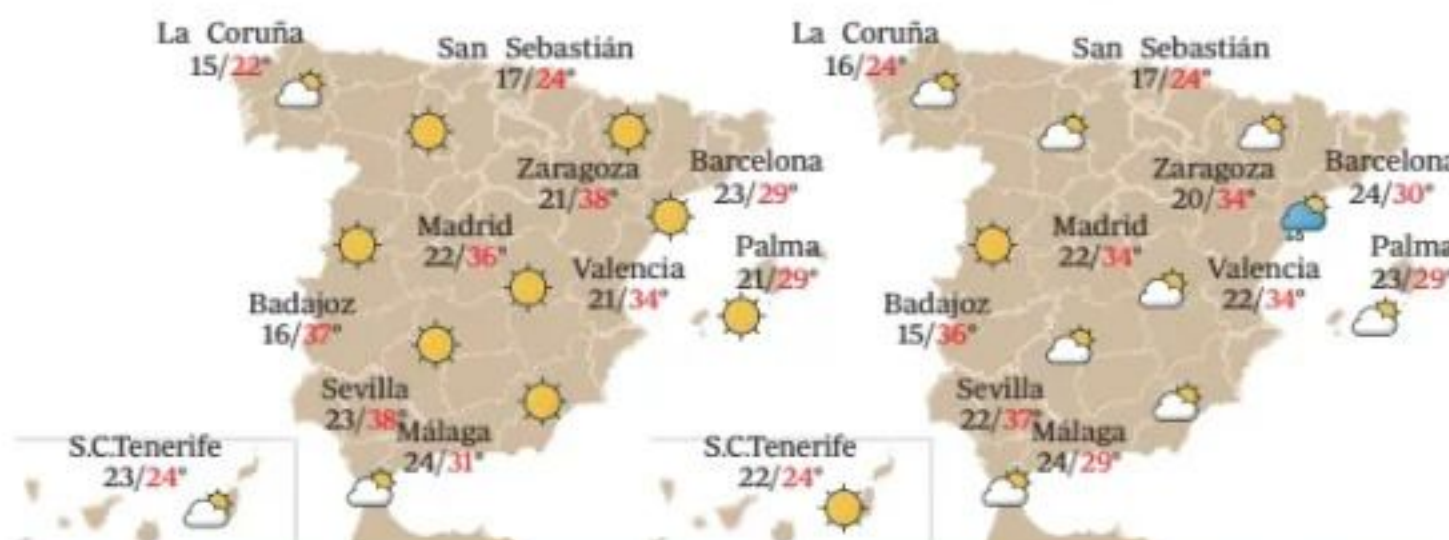 La Coruña
15/22°
San Sebastián
17/24°
Zaragoza
21/38°
Barcelona
23/29°
Madrid
22/36°
Palma
21/29°
Valencia
21/34°
Badajoz
16/37°
Sevilla
23/38°
Málaga
24/31°
S.C.Tenerife
23/24°
La Coruña
16/24°
San Sebastián
17/24°
Zaragoza
20/34°
Barcelona
24/30°
Madrid
22/34°
Palma
23/29°
Valencia
22/34°
Badajoz
15/36°
Sevilla
22/37°
Málaga
24/29°
S.C.Tenerife
22/24°